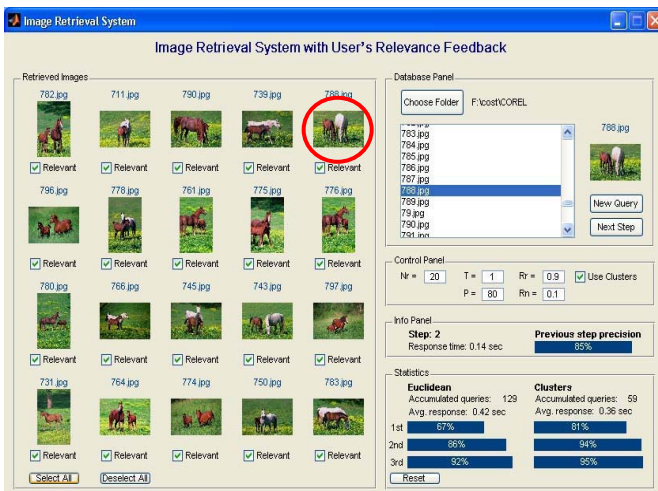 Image Retrieval System
Image Retrieval System with User's Relevance Feedback
Retrieved Images
782.jpg 711.jpg 790.jpg 739.jpg 788.jpg
Relevant Relevant Relevant Relevant Relevant
796.jpg 778.jpg 761.jpg 775.jpg 776.jpg
Relevant Relevant Relevant Relevant Relevant
780.jpg 766.jpg 745.jpg 743.jpg 797.jpg
Relevant Relevant Relevant Relevant Relevant
731.jpg 764.jpg 774.jpg 750.jpg 783.jpg
Relevant Relevant Relevant Relevant Relevant
Select All Deselect All
Database Panel
Choose Folder F:\cost\COREL
783.jpg
784.jpg
785.jpg
786.jpg
787.jpg
788.jpg
789.jpg
79.jpg
790.jpg
791.jpg
788.jpg
New Query
Next Step
Control Panel
Nr = 20 T = 1 Rr = 0.9 Use Clusters
P = 80 Rn = 0.1
Info Panel
Step: 2 Previous step precision
Response time: 0.14 sec 85%
Statistics
Euclidean Clusters
Accumulated queries: 129 Accumulated queries: 59
Avg. response: 0.42 sec Avg. response: 0.36 sec
1st 67% 81%
2nd 86% 94%
3rd 92% 95%
Reset